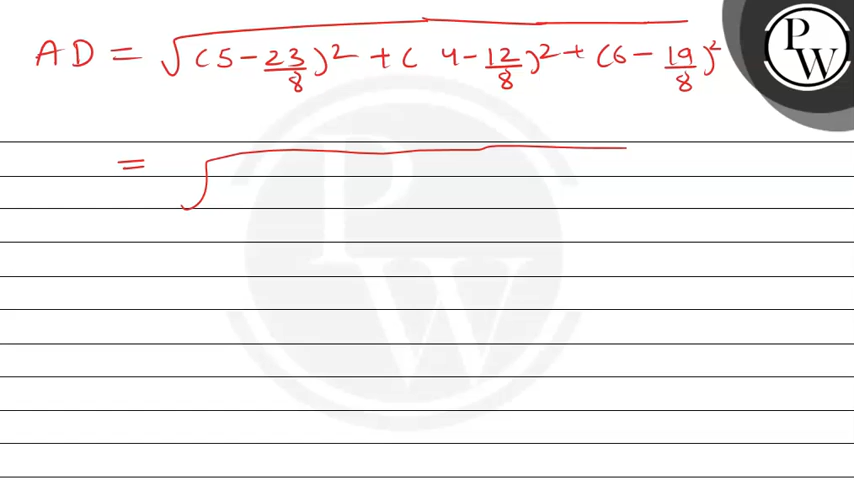 AD = √(5 - 23/8)² + ( 4 - 12/8)² + (6 - 19/8)²
P
W
= √
P
W